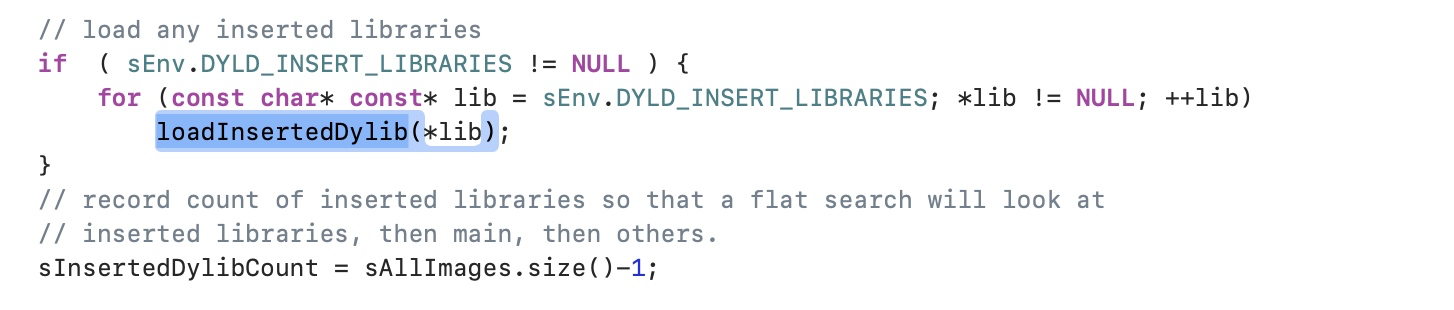 // load any inserted libraries
if  ( sEnv.DYLD_INSERT_LIBRARIES != NULL ) {
    for (const char* const* lib = sEnv.DYLD_INSERT_LIBRARIES; *lib != NULL; ++lib)
        loadInsertedDylib(*lib);
}
// record count of inserted libraries so that a flat search will look at
// inserted libraries, then main, then others.
sInsertedDylibCount = sAllImages.size()-1;